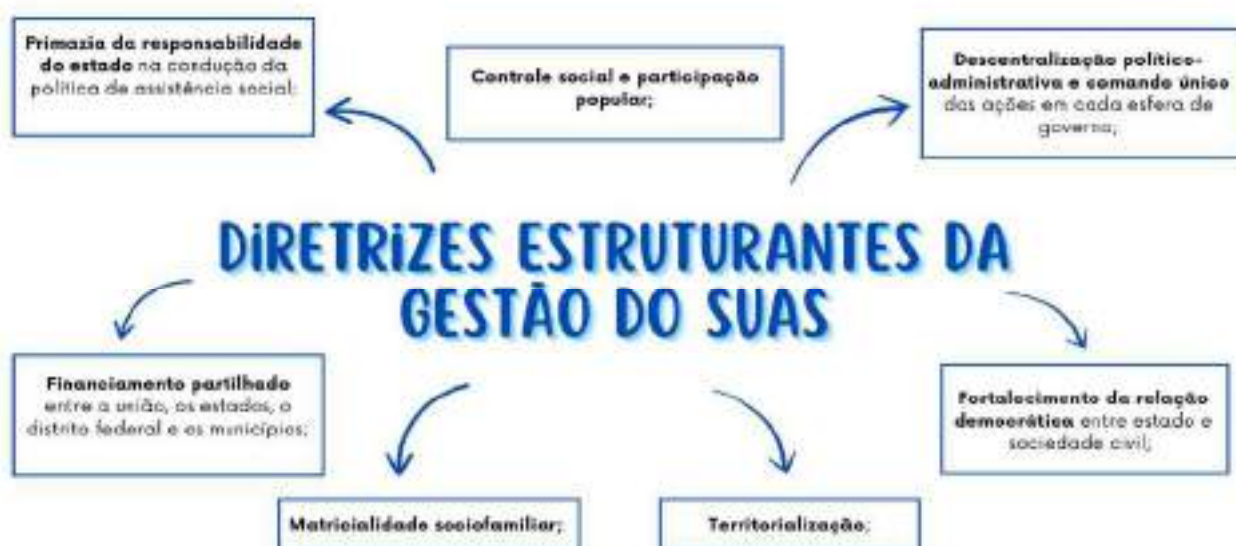 Primazia da responsabilidade
do estado na condução da
política de assistência social;
Controle social e participação
popular;
Descentralização político-
administrativa e comando único
das ações em cada esfera de
governo;
DIRETRIZES ESTRUTURANTES DA
GESTÃO DO SUAS
Financiamento partilhado
entre a união, os estados, o
distrito federal e os municípios;
Fortalecimento da relação
democrática entre estado e
sociedade civil;
Matricialidade sociofamiliar;
Territorialização;